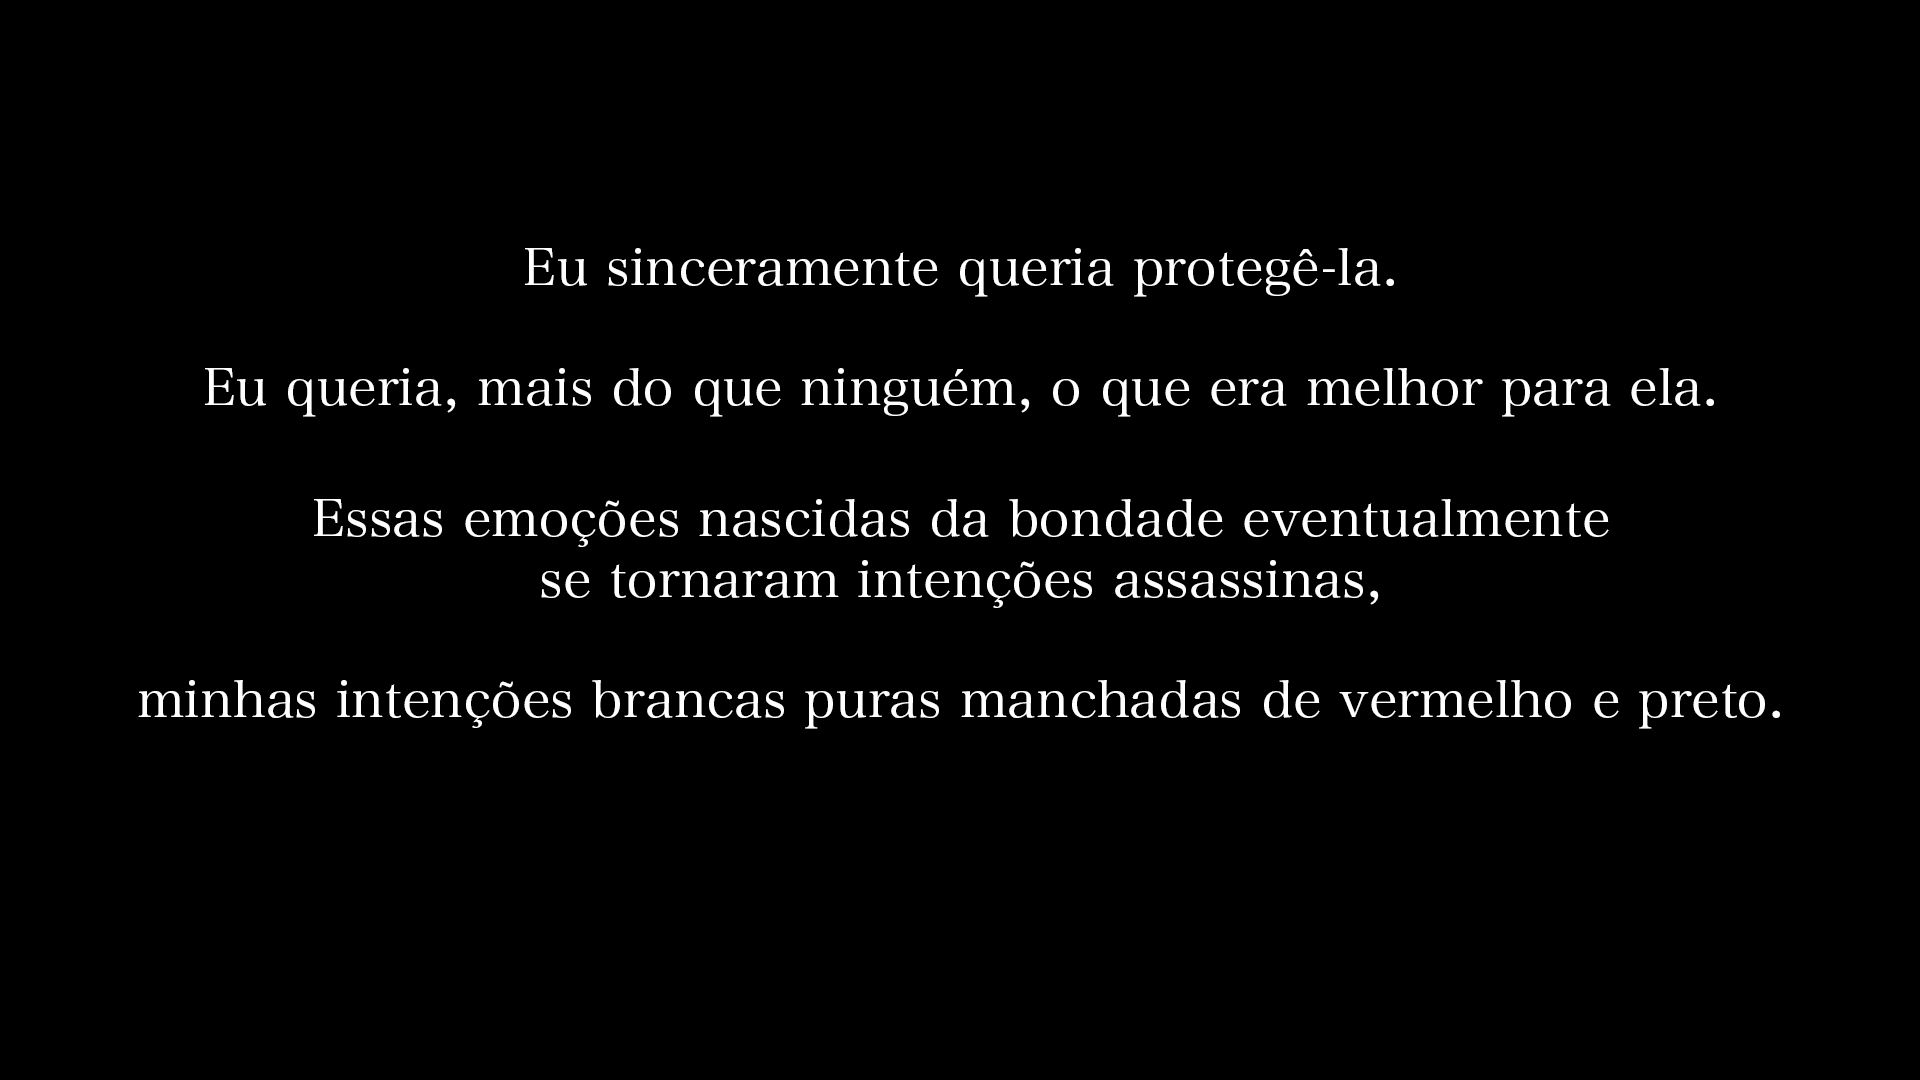 Eu sinceramente queria protegê-la.
Eu queria, mais do que ninguém, o que era melhor para ela.
Essas emoções nascidas da bondade eventualmente
se tornaram intenções assassinas,
minhas intenções brancas puras manchadas de vermelho e preto.